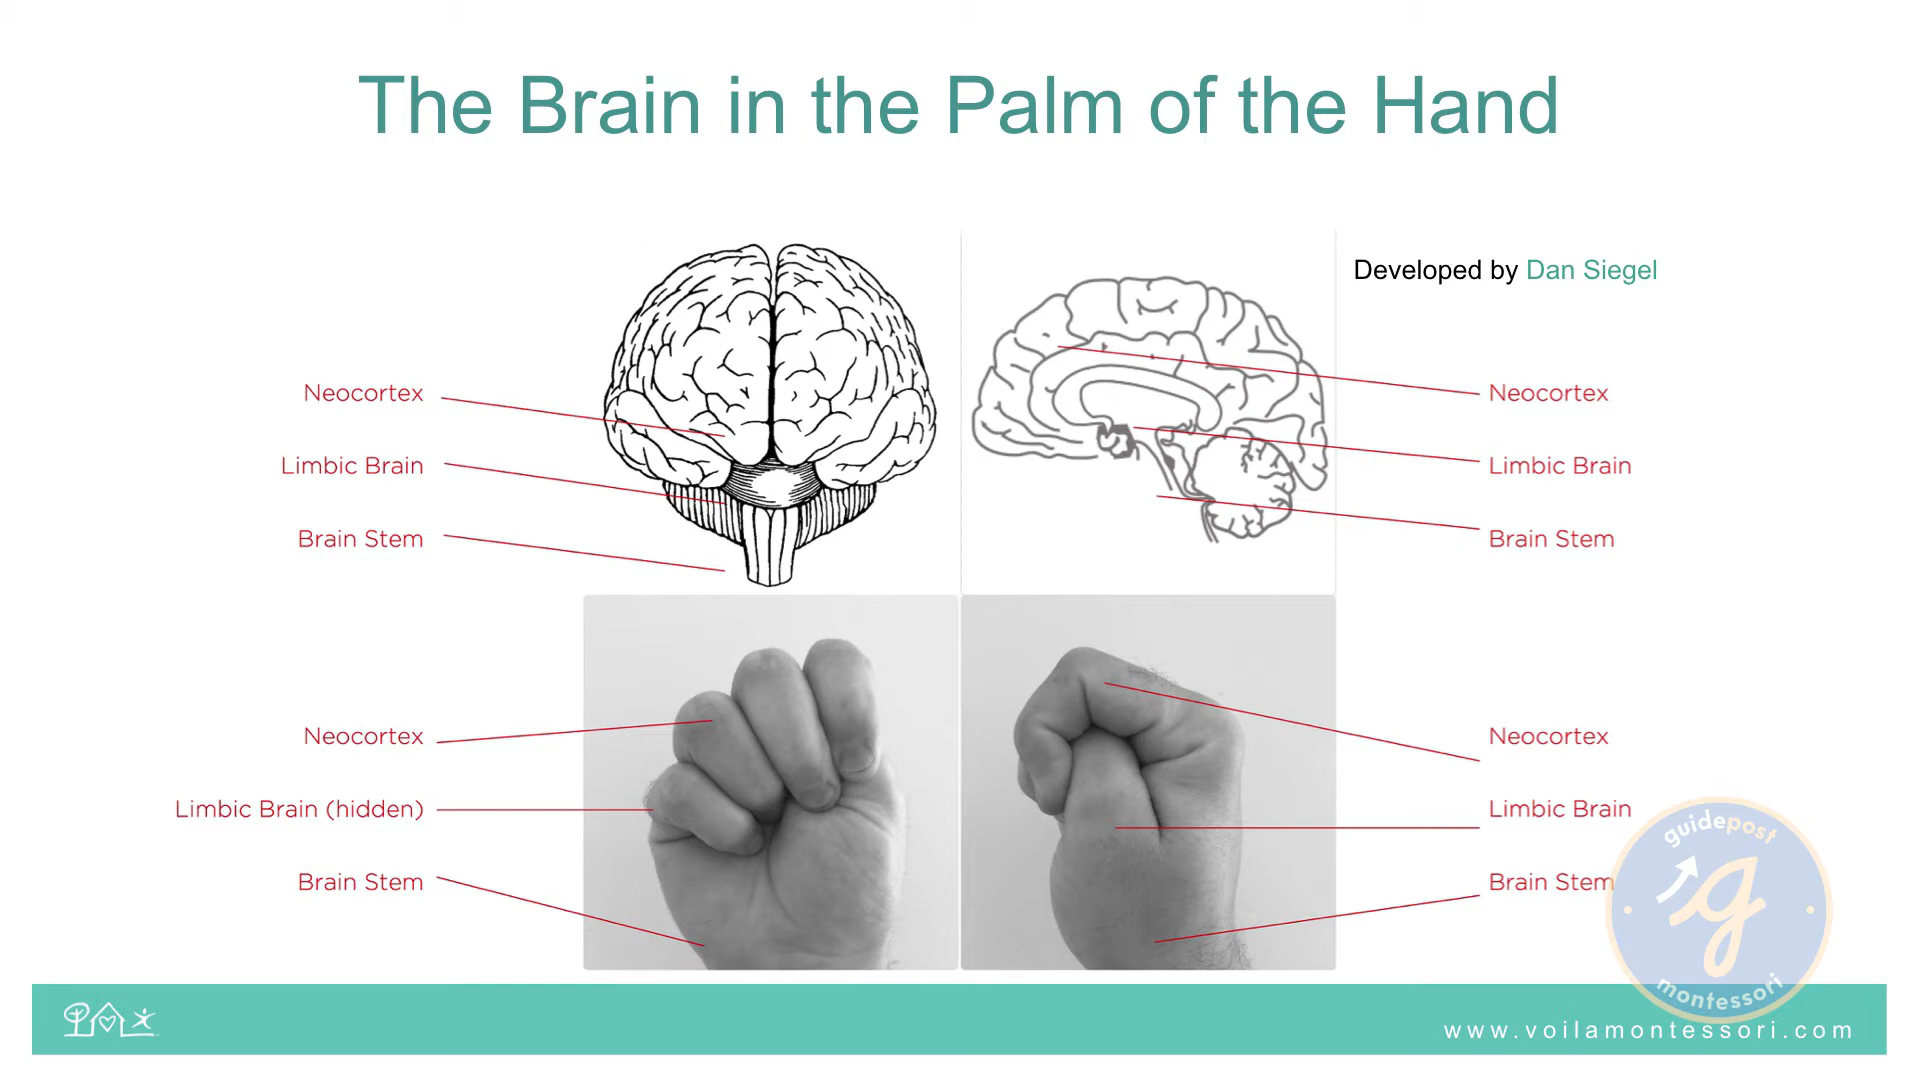 The Brain in the Palm of the Hand
Developed by Dan Siegel
Neocortex
Limbic Brain
Brain Stem
Neocortex
Limbic Brain
Brain Stem
Neocortex
Limbic Brain (hidden)
Brain Stem
Neocortex
Limbic Brain
Brain Stem
guidepost
g
montessori
www.voilamontessori.com